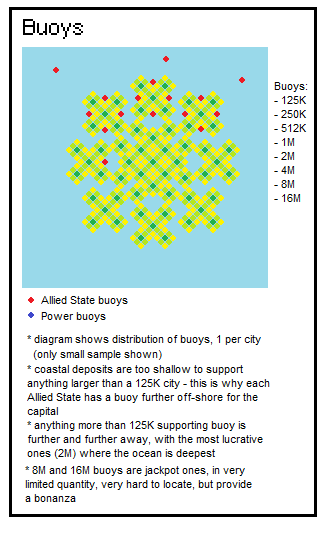 Buoys
Buoys:
- 125K
- 250K
- 512K
- 1M
- 2M
- 4M
- 8M
- 16M
Allied State buoys
Power buoys
* diagram shows distribution of buoys, 1 per city
(only small sample shown)
* coastal deposits are too shallow to support
anything larger than a 125K city - this is why each
Allied State has a buoy further off-shore for the
capital
* anything more than 125K supporting buoy is
further and further away, with the most lucrative
ones (2M) where the ocean is deepest
* 8M and 16M buoys are jackpot ones, in very
limited quantity, very hard to locate, but provide
a bonanza